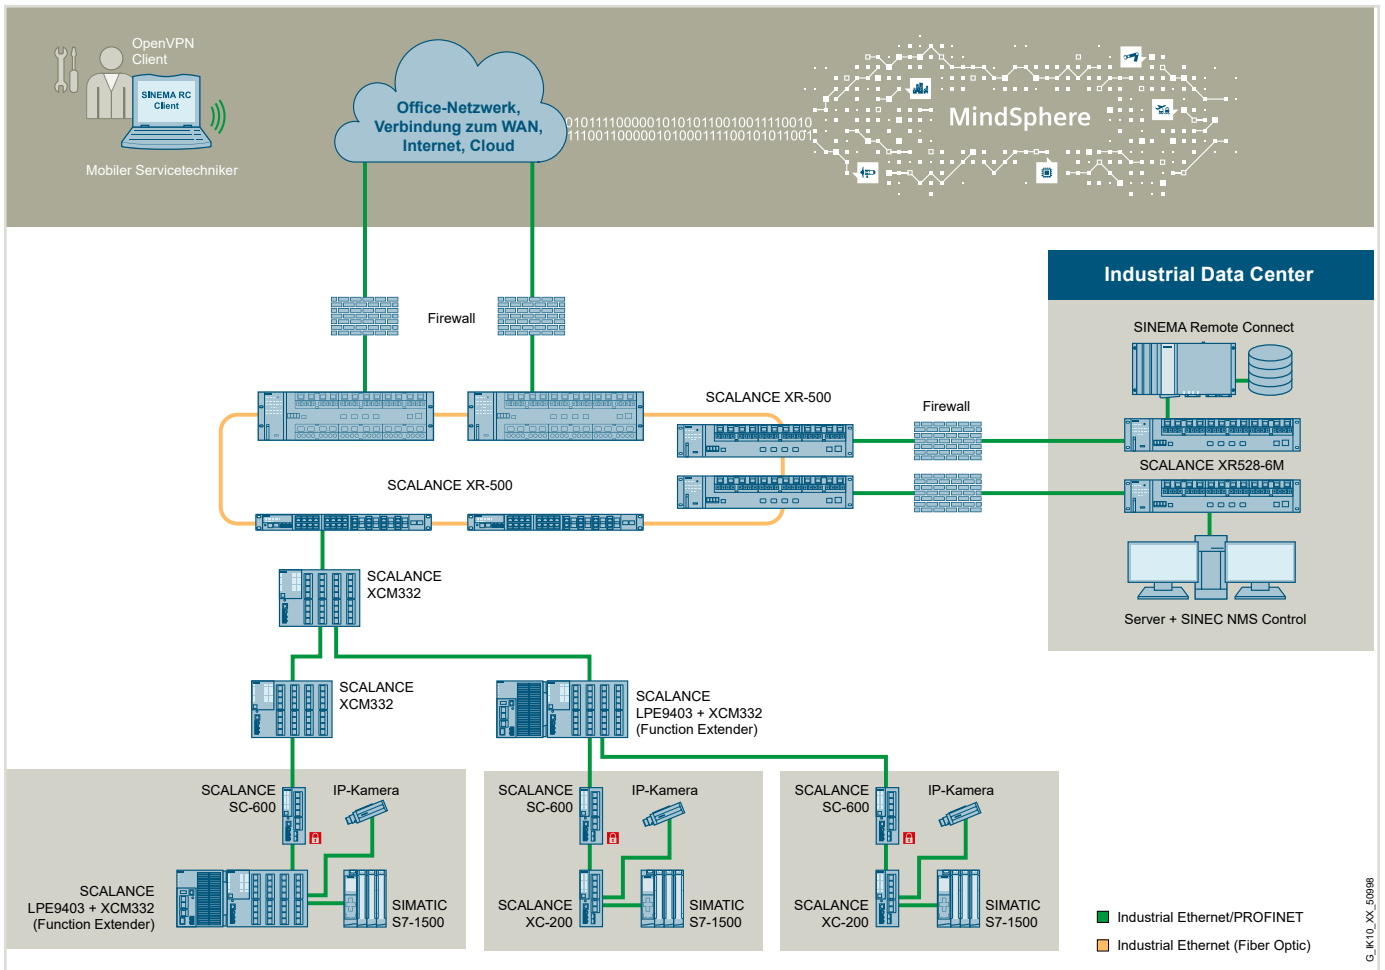 OpenVPN
Client
SINEMA RC
Client
Mobiler Servicetechniker
Office-Netzwerk,
Verbindung zum WAN,
Internet, Cloud
MindSphere
Industrial Data Center
SINEMA Remote Connect
Firewall
SCALANCE XR-500
Firewall
SCALANCE XR528-6M
SCALANCE XR-500
Server + SINEC NMS Control
SCALANCE
XCM332
SCALANCE
XCM332
SCALANCE
LPE9403 + XCM332
(Function Extender)
SCALANCE
SC-600
IP-Kamera
SCALANCE
SC-600
IP-Kamera
SCALANCE
SC-600
IP-Kamera
SCALANCE
LPE9403 + XCM332
(Function Extender)
SIMATIC
S7-1500
SCALANCE
XC-200
SIMATIC
S7-1500
SCALANCE
XC-200
SIMATIC
S7-1500
Industrial Ethernet/PROFINET
Industrial Ethernet (Fiber Optic)
G_IK10_XX_50998